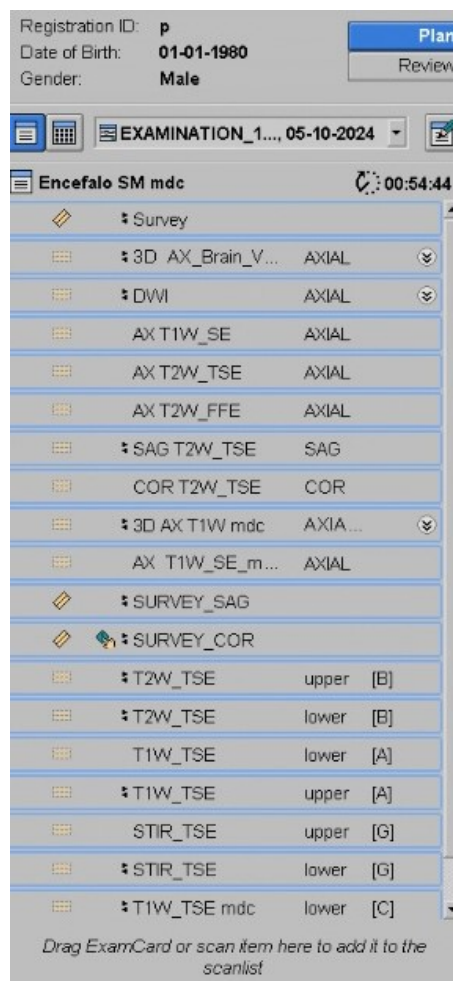 Registration ID: p
Plan
Date of Birth: 01-01-1980
Review
Gender: Male
EXAMINATION_1..., 05-10-2024
Encefalo SM mdc 00:54:44
Survey
3D AX_Brain_V... AXIAL
DWI AXIAL
AX T1W_SE AXIAL
AX T2W_TSE AXIAL
AX T2W_FFE AXIAL
SAG T2W_TSE SAG
COR T2W_TSE COR
3D AX T1W mdc AXIA...
AX T1W_SE_m... AXIAL
SURVEY_SAG
SURVEY_COR
T2W_TSE upper [B]
T2W_TSE lower [B]
T1W_TSE lower [A]
T1W_TSE upper [A]
STIR_TSE upper [G]
STIR_TSE lower [G]
T1W_TSE mdc lower [C]
Drag ExamCard or scan item here to add it to the
scanlist